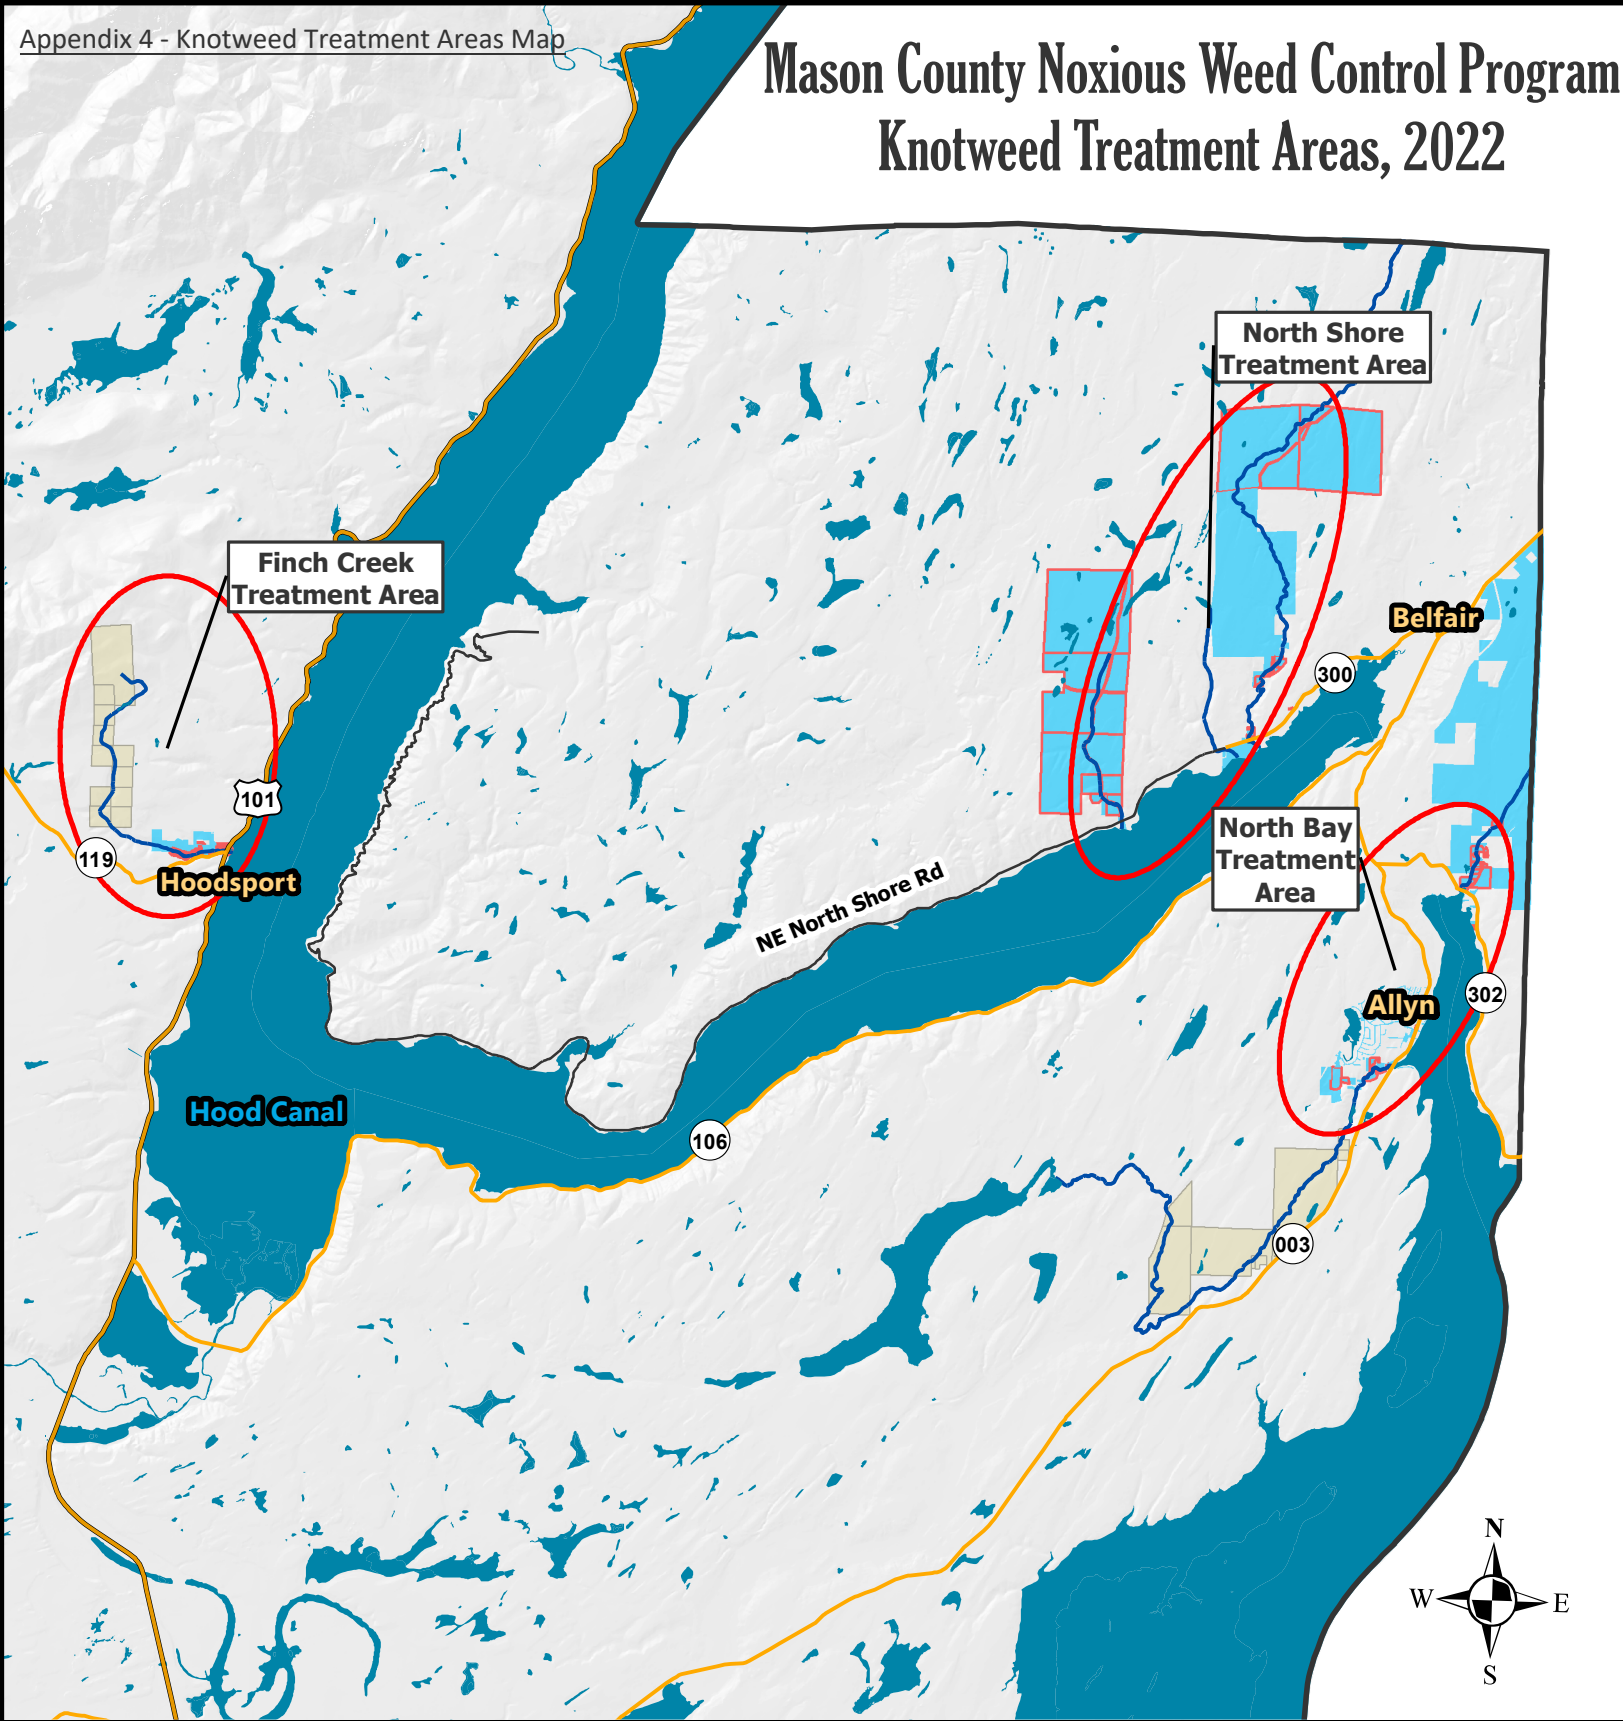 Appendix 4 - Knotweed Treatment Areas Map
Mason County Noxious Weed Control Program
Knotweed Treatment Areas, 2022
North Shore
Treatment Area
Finch Creek
Treatment Area
Belfair
300
101
North Bay
Treatment
Area
119
Hoodsport
NE North Shore Rd
302
Allyn
Hood Canal
106
003
N
W
E
S